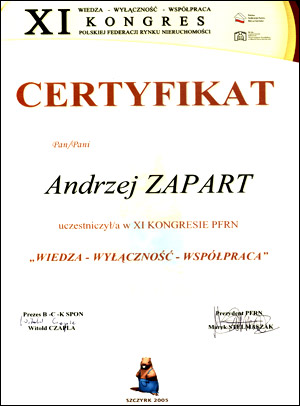 XI WIEDZA - WYŁĄCZNOŚĆ - WSPÓŁPRACA
KONGRES
POLSKIEJ FEDERACJI RYNKU NIERUCHOMOŚCI
CERTYFIKAT
Pan/Pani
Andrzej ZAPART
uczestniczył/a w XI KONGRESIE PFRN
„WIEDZA - WYŁĄCZNOŚĆ - WSPÓŁPRACA”
Prezes B -C -K SPON
Witold CZAPLA
Prezydent PFRN
Marek STELMASZAK
SZCZYRK 2005